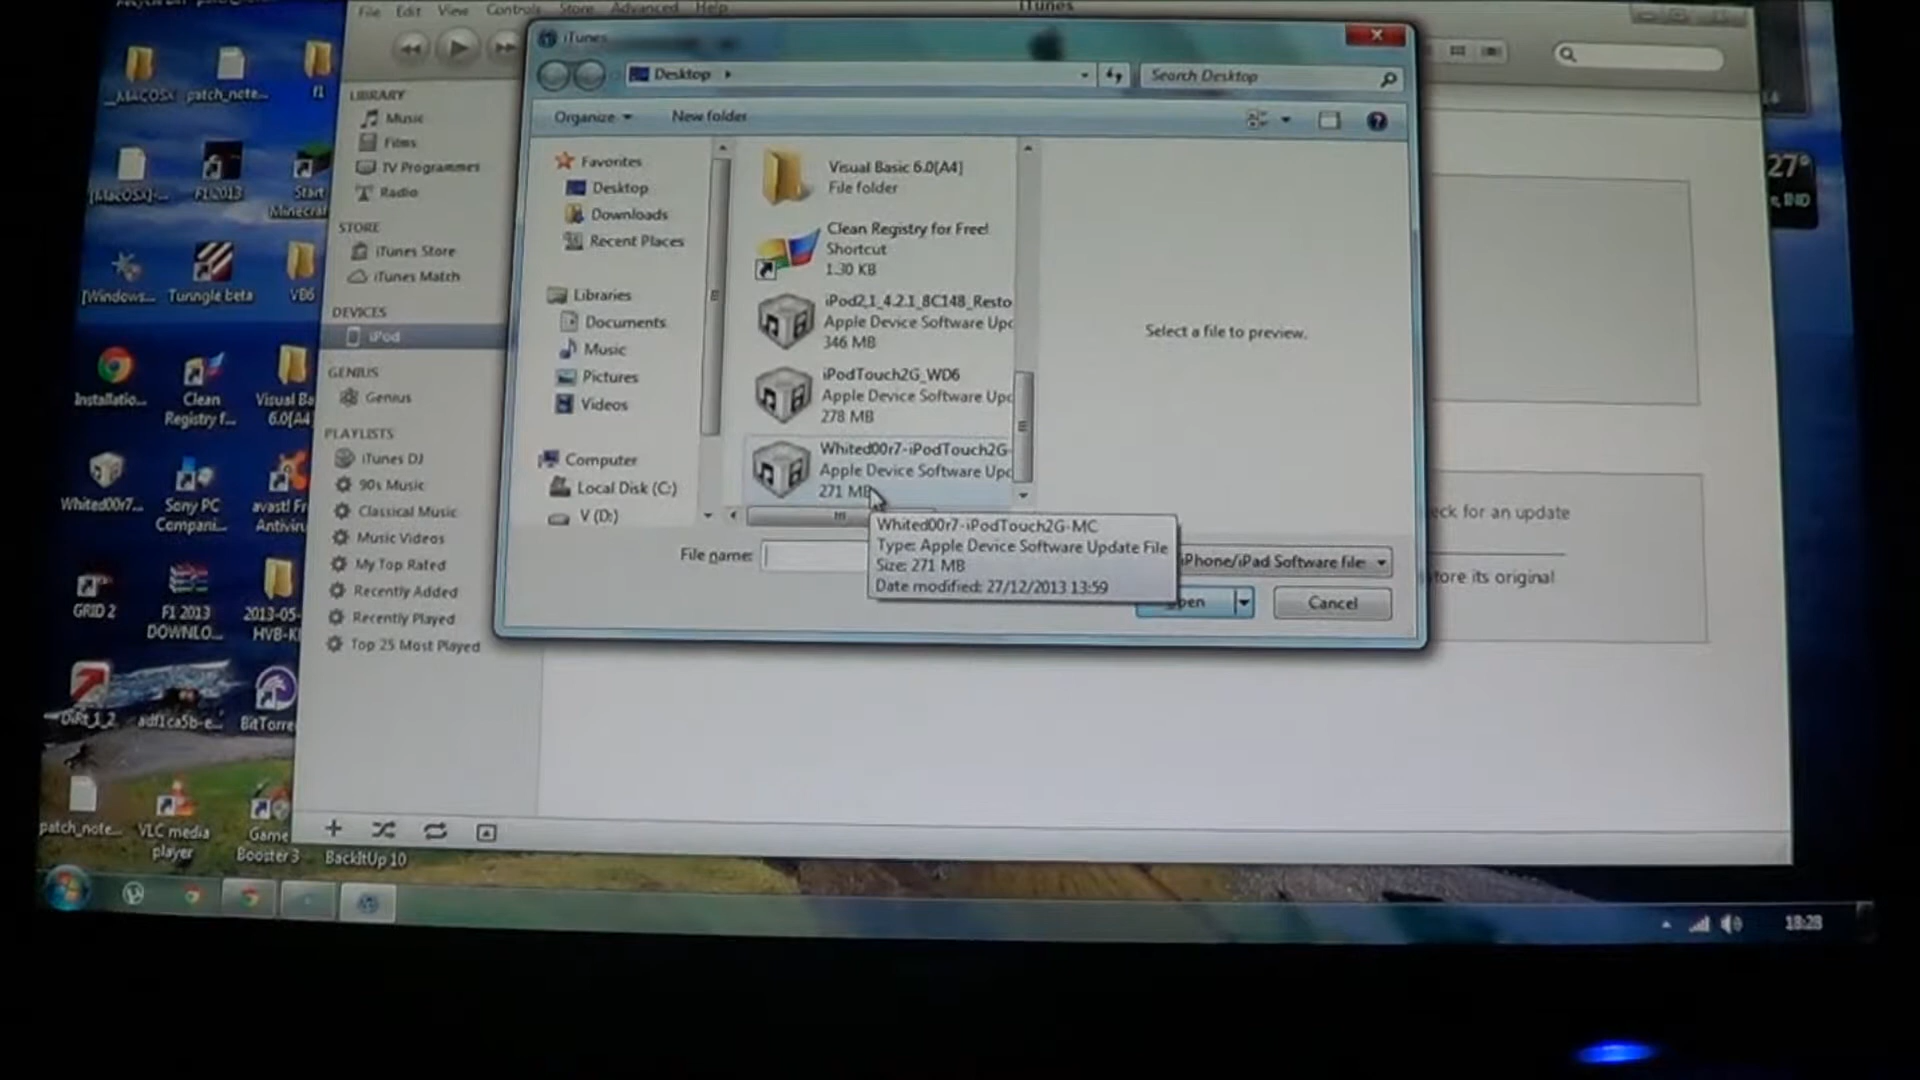 patch_note...
__MACOSX
f1
[MacOSX]-...
F1 2013
Start
Minecraf
[Windows...
Tunngle beta
VB6
Installatio...
Clean
Registry f...
Visual Ba
6.0[A4]
Whited00r7...
Sony PC
Compani...
avast! Fr
Antiviru
GRID 2
F1 2013
DOWNLO...
2013-05-
HVB-KI
DiRt_1_2
adf1ca5b-e...
BitTorre
patch_note...
VLC media
player
Game
Booster 3
BackItUp 10
File Edit View Controls Store Advanced Help
iTunes
LIBRARY
Music
Films
TV Programmes
Radio
STORE
iTunes Store
iTunes Match
DEVICES
iPod
GENIUS
Genius
PLAYLISTS
iTunes DJ
90s Music
Classical Music
Music Videos
My Top Rated
Recently Added
Recently Played
Top 25 Most Played
iTunes
Desktop
Search Desktop
Organize
New folder
Favorites
Desktop
Downloads
Recent Places
Libraries
Documents
Music
Pictures
Videos
Computer
Local Disk (C:)
V (D:)
Visual Basic 6.0[A4]
File folder
Clean Registry for Free!
Shortcut
1.30 KB
iPod2,1_4.2.1_8C148_Resto
Apple Device Software Upd
346 MB
iPodTouch2G_WD6
Apple Device Software Upd
278 MB
Whited00r7-iPodTouch2G-
Apple Device Software Upd
271 MB
Select a file to preview.
Whited00r7-iPodTouch2G-MC
Type: Apple Device Software Update File
Size: 271 MB
Date modified: 27/12/2013 13:59
File name:
iPhone/iPad Software file
Open
Cancel
eck for an update
tore its original
27°
, IND
18:28